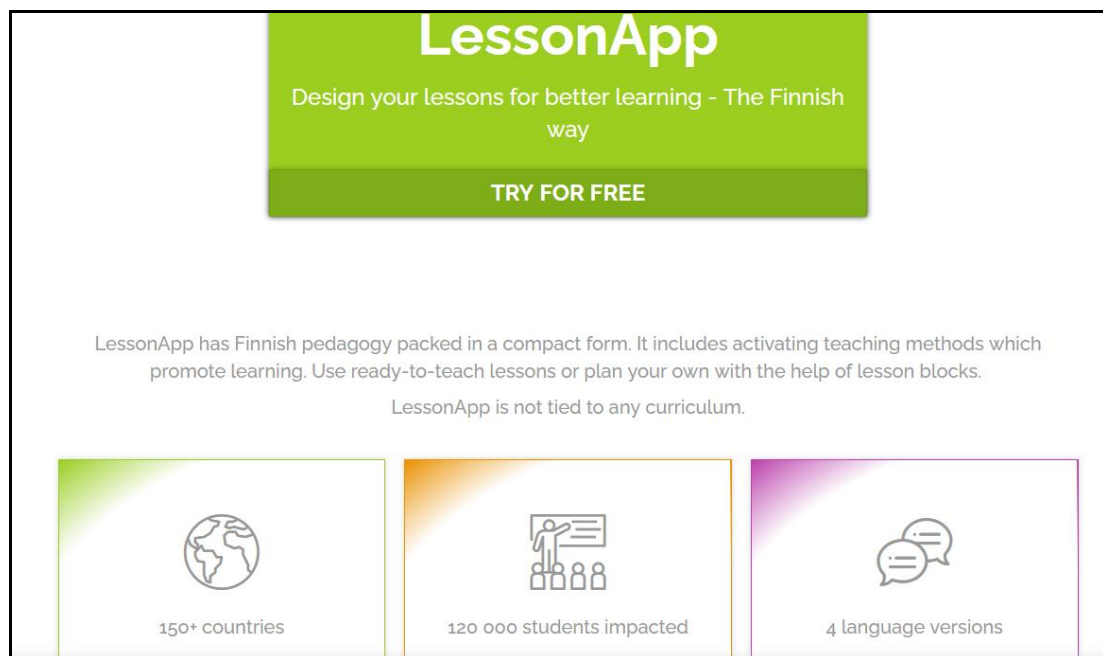 LessonApp
Design your lessons for better learning - The Finnish
way
TRY FOR FREE
LessonApp has Finnish pedagogy packed in a compact form. It includes activating teaching methods which
promote learning. Use ready-to-teach lessons or plan your own with the help of lesson blocks.
LessonApp is not tied to any curriculum.
150+ countries
120 000 students impacted
4 language versions